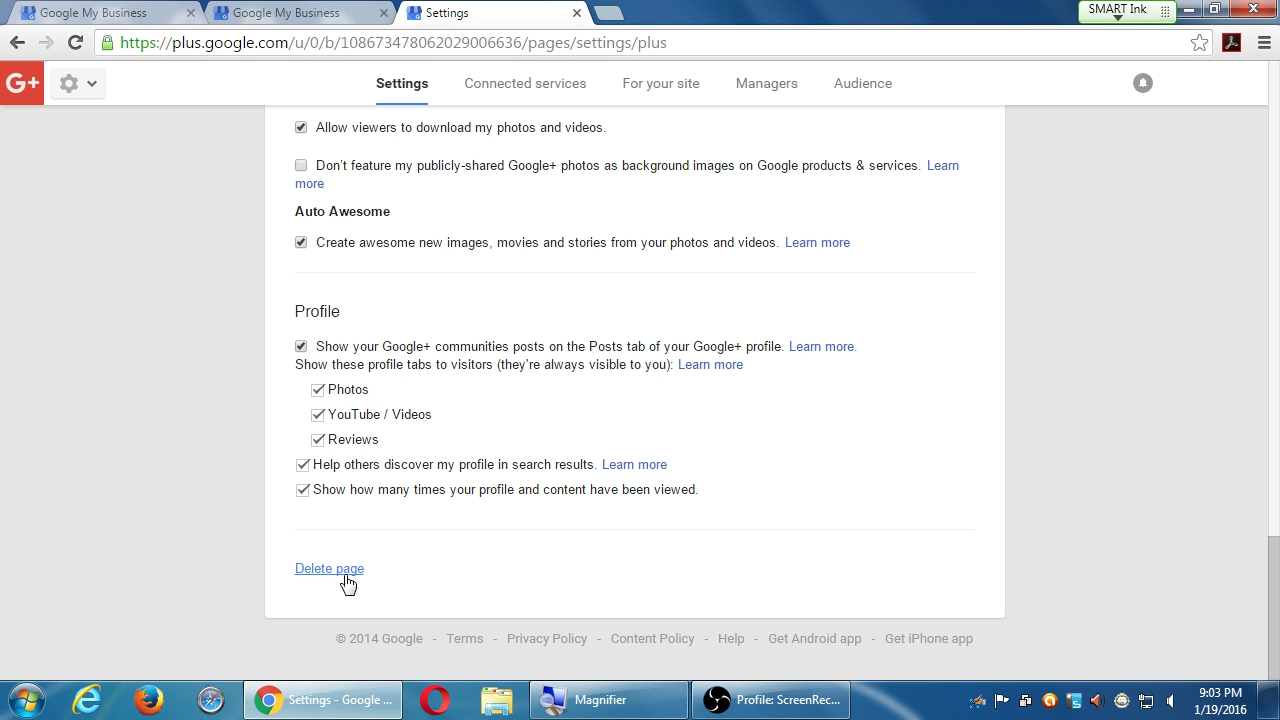 Google My Business
Google My Business
Settings
SMART Ink
https://plus.google.com/u/0/b/108673478062029006636/pages/settings/plus
G+
Settings
Connected services
For your site
Managers
Audience
Allow viewers to download my photos and videos.
Don't feature my publicly-shared Google+ photos as background images on Google products & services. Learn
more
Auto Awesome
Create awesome new images, movies and stories from your photos and videos. Learn more
Profile
Show your Google+ communities posts on the Posts tab of your Google+ profile. Learn more.
Show these profile tabs to visitors (they're always visible to you): Learn more
Photos
YouTube / Videos
Reviews
Help others discover my profile in search results. Learn more
Show how many times your profile and content have been viewed.
Delete page
© 2014 Google - Terms - Privacy Policy - Content Policy - Help - Get Android app - Get iPhone app
Settings - Google ...
Magnifier
Profile: ScreenRec...
9:03 PM
1/19/2016